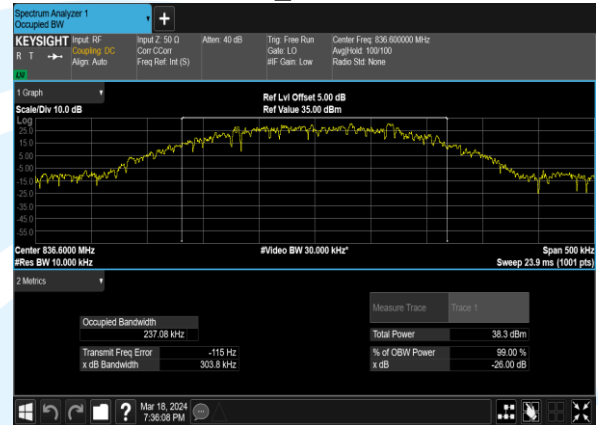 Spectrum Analyzer 1
Occupied BW
+
KEYSIGHT
R T
Input: RF
Coupling: DC
Align: Auto
Input Z: 50 Ω
Corr CCorr
Freq Ref: Int (S)
Atten: 40 dB
Trig: Free Run
Gate: LO
#IF Gain: Low
Center Freq: 836.600000 MHz
Avg|Hold: 100/100
Radio Std: None
1 Graph
Scale/Div 10.0 dB
Ref Lvl Offset 5.00 dB
Ref Value 35.00 dBm
Log
25.0
15.0
5.00
-5.00
-15.0
-25.0
-35.0
-45.0
-55.0
Center 836.6000 MHz
#Res BW 10.000 kHz
#Video BW 30.000 kHz*
Span 500 kHz
Sweep 23.9 ms (1001 pts)
2 Metrics
Measure Trace Trace 1
Occupied Bandwidth
237.08 kHz
Total Power 38.3 dBm
Transmit Freq Error -115 Hz
% of OBW Power 99.00 %
x dB Bandwidth 303.8 kHz
x dB -26.00 dB
?
Mar 18, 2024
7:36:08 PM